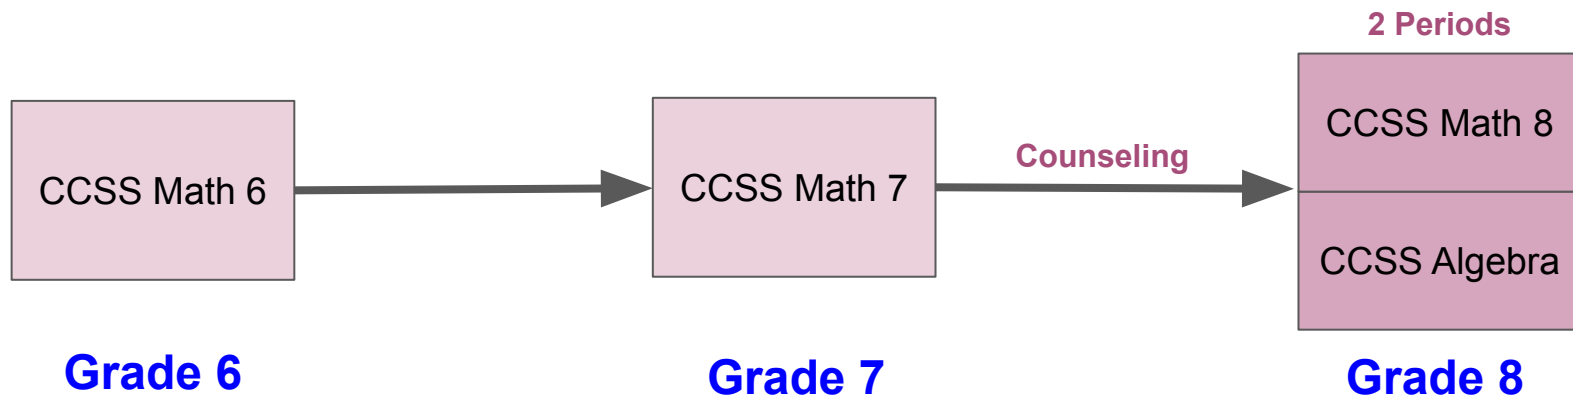 2 Periods
CCSS Math 6
CCSS Math 7
Counseling
CCSS Math 8
CCSS Algebra
Grade 6
Grade 7
Grade 8